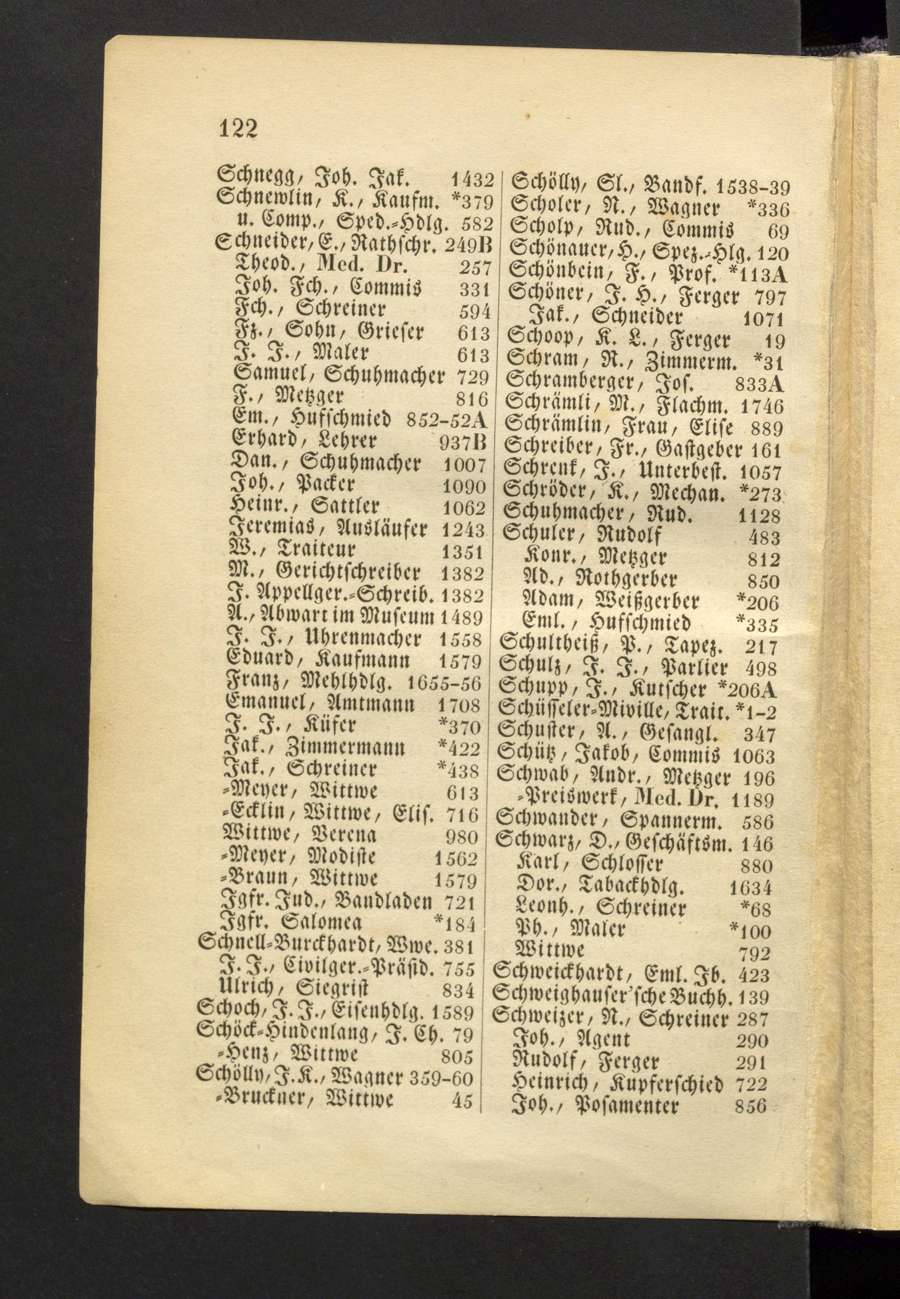 122
Schnegg, Joh. Jak. 1432
Schnewlin, K., Kaufm. *379
u. Comp., Sped.-Hdlg. 582
Schneider, E., Rathschr. 249B
Theod., Med. Dr. 257
Joh. Fch., Commis 331
Fch., Schreiner 594
Fz., Sohn, Grieser 613
J. J., Maler 613
Samuel, Schuhmacher 729
F., Metzger 816
Em., Hufschmied 852-52A
Erhard, Lehrer 937B
Dan., Schuhmacher 1007
Joh., Packer 1090
Heinr., Sattler 1062
Jeremias, Ausläufer 1243
W., Traiteur 1351
M., Gerichtschreiber 1382
J. Appellger.-Schreib. 1382
A., Abwart im Museum 1489
J. J., Uhrenmacher 1558
Eduard, Kaufmann 1579
Franz, Mehlhdlg. 1655-56
Emanuel, Amtmann 1708
J. J., Küfer *370
Jak., Zimmermann *422
Jak., Schreiner *438
-Meyer, Wittwe 613
-Ecklin, Wittwe, Elis. 716
Wittwe, Verena 980
-Meyer, Modiste 1562
-Braun, Wittwe 1579
Jgfr. Jud., Bandladen 721
Jgfr. Salomea *184
Schnell-Burckhardt, Wwe. 381
J. J., Civilger.-Präsid. 755
Ulrich, Siegrist 834
Schoch, J. J., Eisenhdlg. 1589
Schöck-Hindenlang, J. Ch. 79
-Henz, Wittwe 805
Schölly, J. K., Wagner 359-60
-Bruckner, Wittwe 45
Schölly, Sl., Bandf. 1538-39
Scholer, N., Wagner *336
Scholp, Rud., Commis 69
Schönauer, H., Spez.-Hlg. 120
Schönbein, F., Prof. *113A
Schöner, J. H., Ferger 797
Jak., Schneider 1071
Schoop, K. L., Ferger 19
Schram, R., Zimmerm. *31
Schramberger, Jos. 833A
Schrämli, M., Flachm. 1746
Schrämlin, Frau, Elise 889
Schreiber, Fr., Gastgeber 161
Schrenk, J., Unterbest. 1057
Schröder, K., Mechan. *273
Schuhmacher, Rud. 1128
Schuler, Rudolf 483
Konr., Metzger 812
Ad., Rothgerber 850
Adam, Weißgerber *206
Eml., Hufschmied *335
Schultheiß, P., Tapez. 217
Schulz, J. J., Parlier 498
Schupp, J., Kutscher *206A
Schüsseler-Miville, Trait. *1-2
Schuster, A., Gesangl. 347
Schütz, Jakob, Commis 1063
Schwab, Andr., Metzger 196
-Preiswerk, Med. Dr. 1189
Schwander, Spannerm. 586
Schwarz, D., Geschäftsm. 146
Karl, Schlosser 880
Dor., Tabackhdlg. 1634
Leonh., Schreiner *68
Ph., Maler *100
Wittwe 792
Schweickhardt, Eml. Jb. 423
Schweighauser'sche Buchh. 139
Schweizer, N., Schreiner 287
Joh., Agent 290
Rudolf, Ferger 291
Heinrich, Kupferschied 722
Joh., Posamenter 856